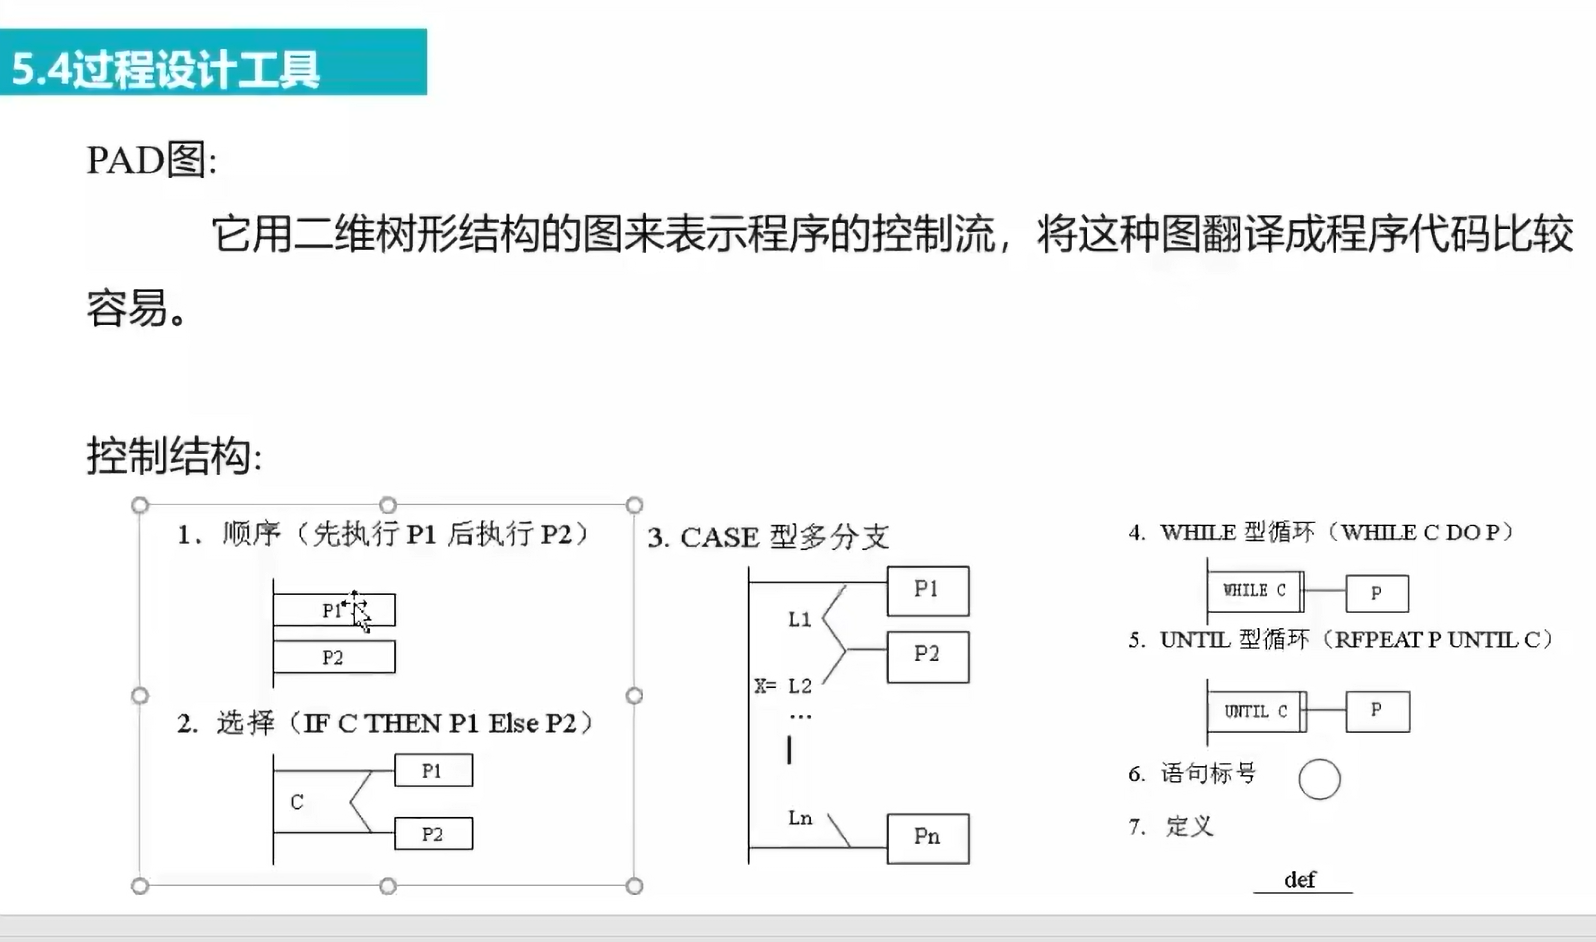 5.4过程设计工具
PAD图:
它用二维树形结构的图来表示程序的控制流，将这种图翻译成程序代码比较
容易。
控制结构:
1. 顺序（先执行 P1 后执行 P2）
P1
P2
2. 选择（IF C THEN P1 Else P2）
P1
C
P2
3. CASE 型多分支
P1
L1
P2
X= L2
...
Ln
Pn
4. WHILE 型循环（WHILE C DO P）
WHILE C
P
5. UNTIL 型循环（RFPEAT P UNTIL C）
UNTIL C
P
6. 语句标号
7. 定义
def